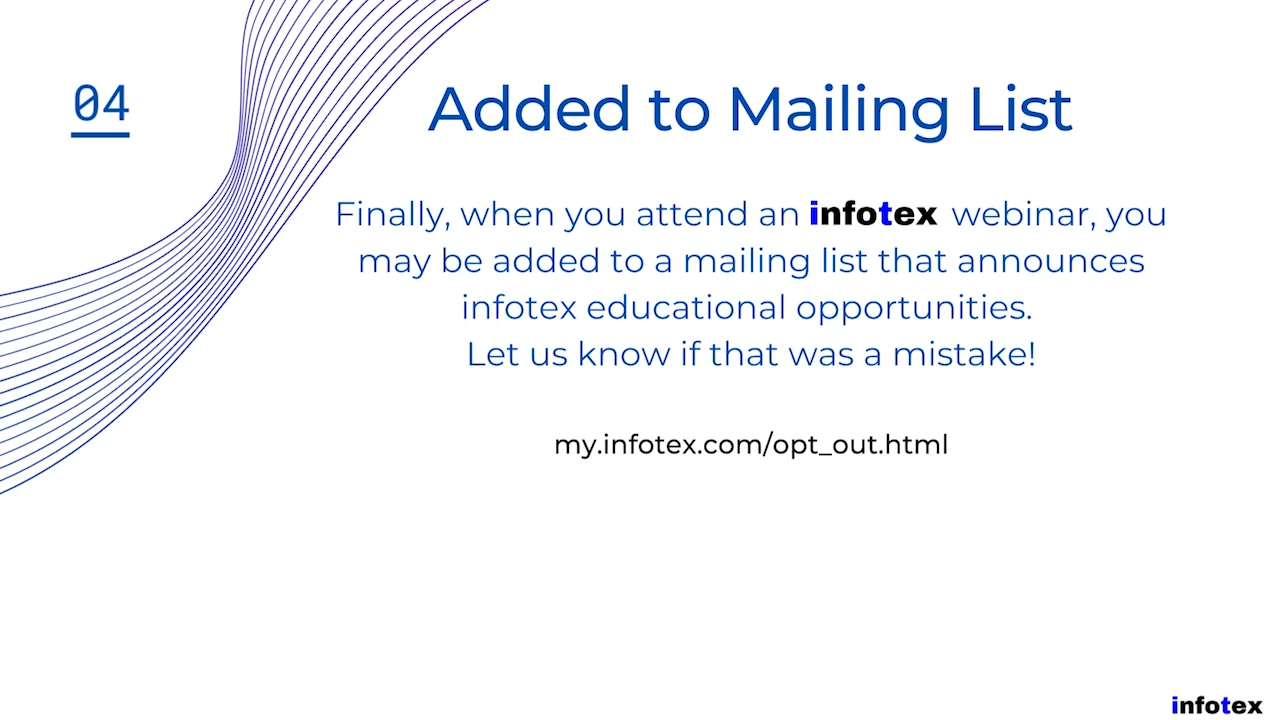 04
Added to Mailing List
Finally, when you attend an infotex webinar, you
may be added to a mailing list that announces
infotex educational opportunities.
Let us know if that was a mistake!
my.infotex.com/opt_out.html
infotex